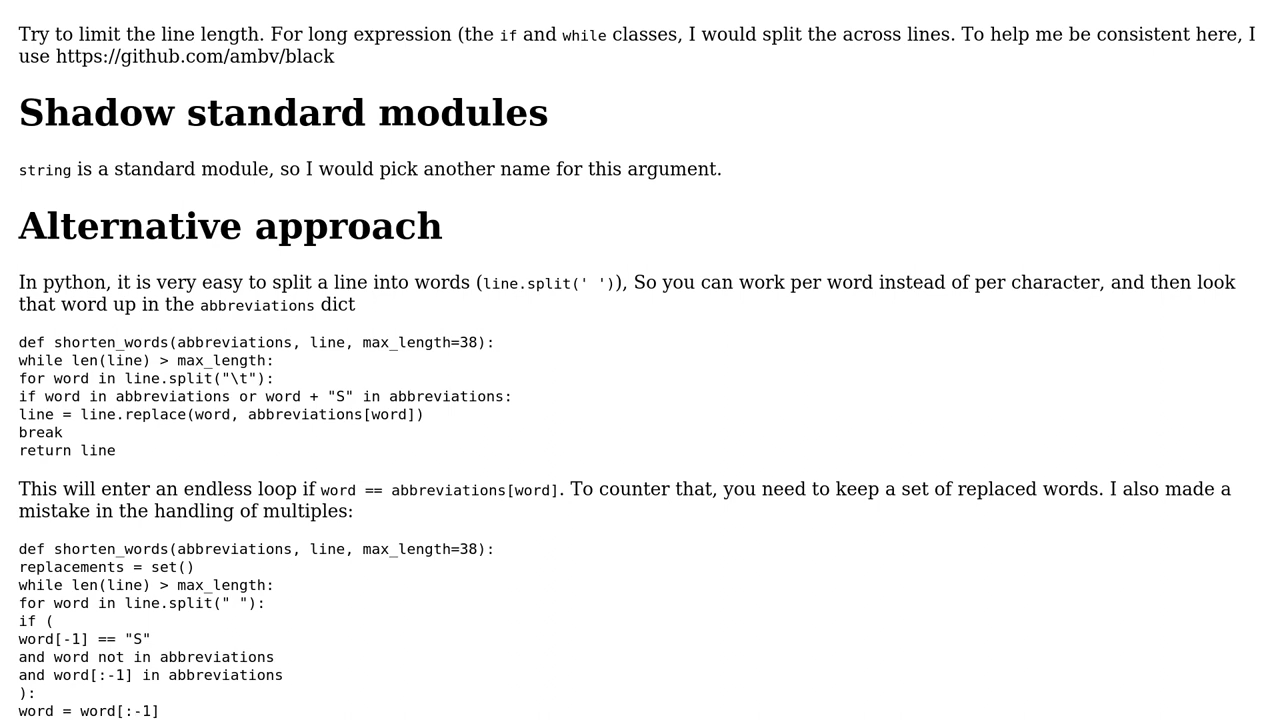 Try to limit the line length. For long expression (the if and while classes, I would split the across lines. To help me be consistent here, I
use https://github.com/ambv/black
Shadow standard modules
string is a standard module, so I would pick another name for this argument.
Alternative approach
In python, it is very easy to split a line into words (line.split(' ')), So you can work per word instead of per character, and then look
that word up in the abbreviations dict
def shorten_words(abbreviations, line, max_length=38):
while len(line) > max_length:
for word in line.split("\t"):
if word in abbreviations or word + "S" in abbreviations:
line = line.replace(word, abbreviations[word])
break
return line
This will enter an endless loop if word == abbreviations[word]. To counter that, you need to keep a set of replaced words. I also made a
mistake in the handling of multiples:
def shorten_words(abbreviations, line, max_length=38):
replacements = set()
while len(line) > max_length:
for word in line.split(" "):
if (
word[-1] == "S"
and word not in abbreviations
and word[:-1] in abbreviations
):
word = word[:-1]